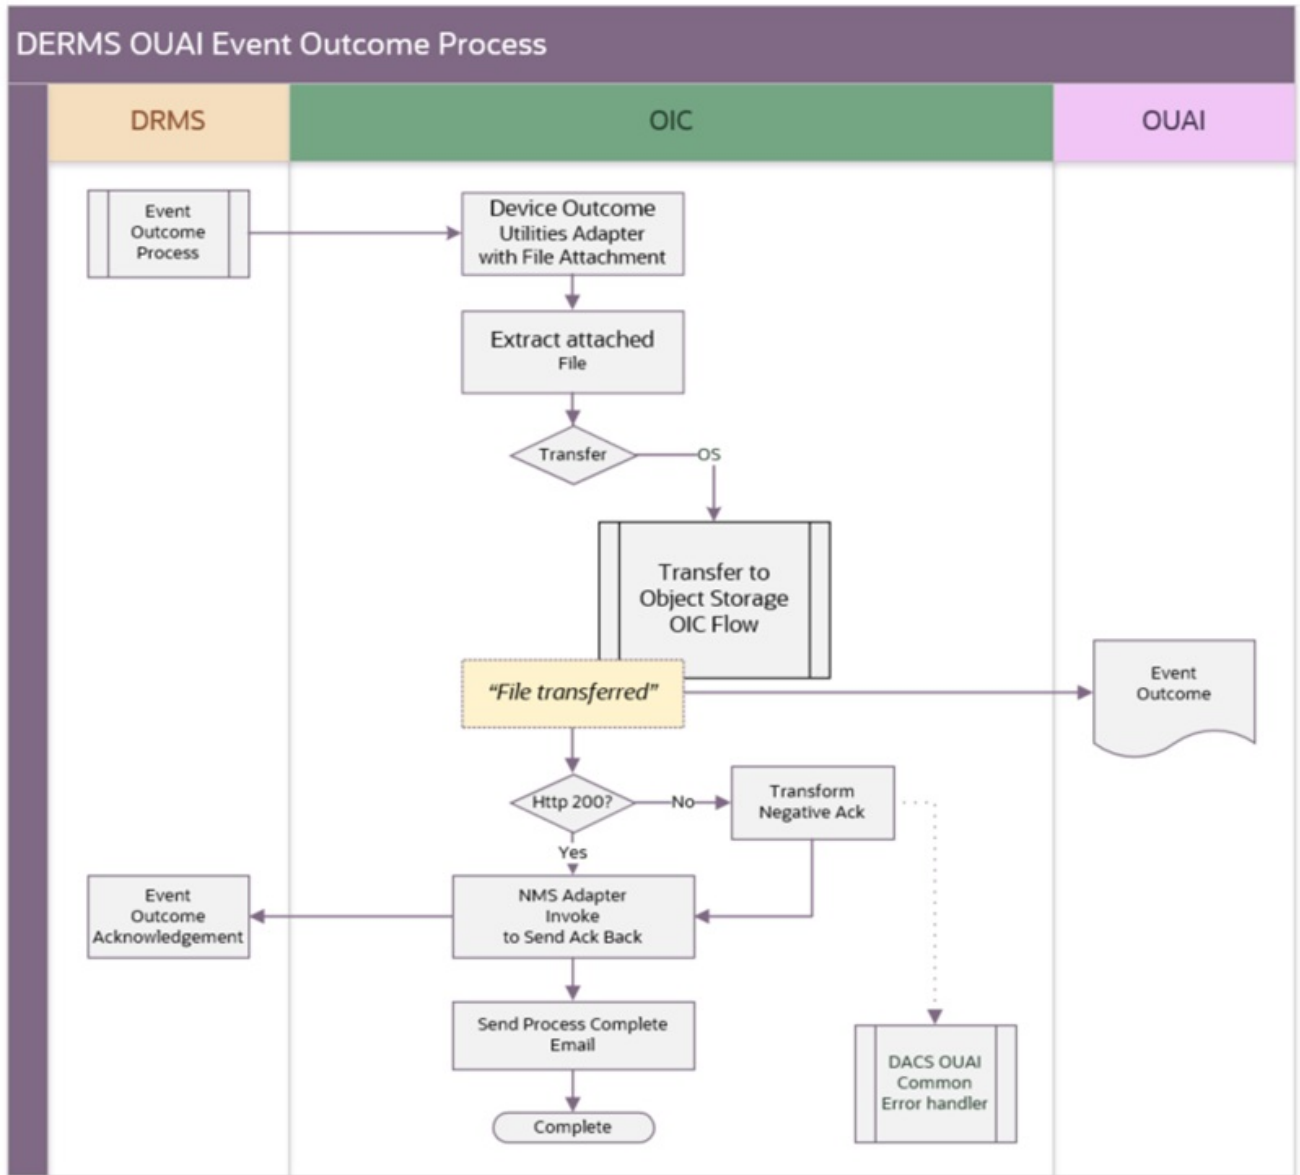 DERMS OUAI Event Outcome Process
DRMS
OIC
OUAI
Event
Outcome
Process
Device Outcome
Utilities Adapter
with File Attachment
Extract attached
File
Transfer
OS
Transfer to
Object Storage
OIC Flow
“File transferred”
Event
Outcome
Http 200?
No
Transform
Negative Ack
Yes
Event
Outcome
Acknowledgement
NMS Adapter
Invoke
to Send Ack Back
Send Process Complete
Email
DACS OUAI
Common
Error handler
Complete